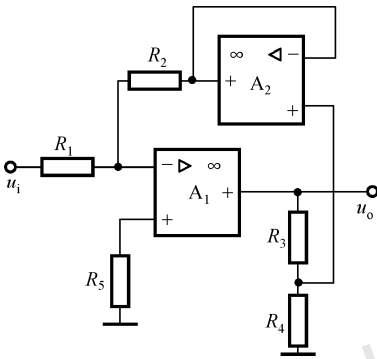 R2
∞ ▷ −
+ A2
+
R1
ui
− ▷ ∞
A1 +
+
uo
R3
R5
R4